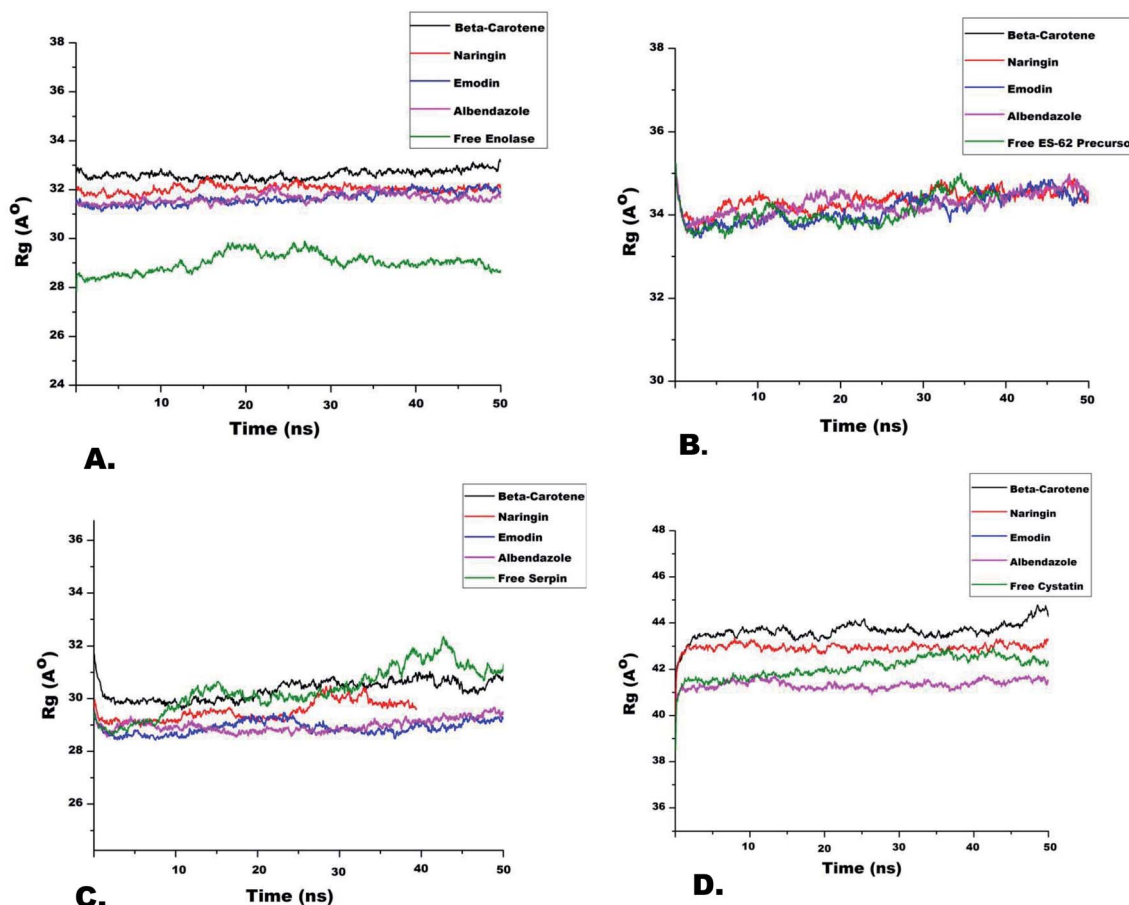 Beta-Carotene
Naringin
Emodin
Albendazole
Free Enolase
38
36
35
33
32
30
28
26
24
Rg (A°)
10
20
30
40
50
Time (ns)
A.
Beta-Carotene
Naringin
Emodin
Albendazole
Free ES-62 Precurso
38
36
34
32
30
Rg (A°)
10
20
30
40
50
Time (ns)
B.
Beta-Carotene
Naringin
Emodin
Albendazole
Free Serpin
36
34
32
30
28
26
Rg (A°)
10
20
30
40
50
Time (ns)
C.
Beta-Carotene
Naringin
Emodin
Albendazole
Free Cystatin
48
46
44
42
40
38
36
Rg (A°)
10
20
30
40
50
Time (ns)
D.